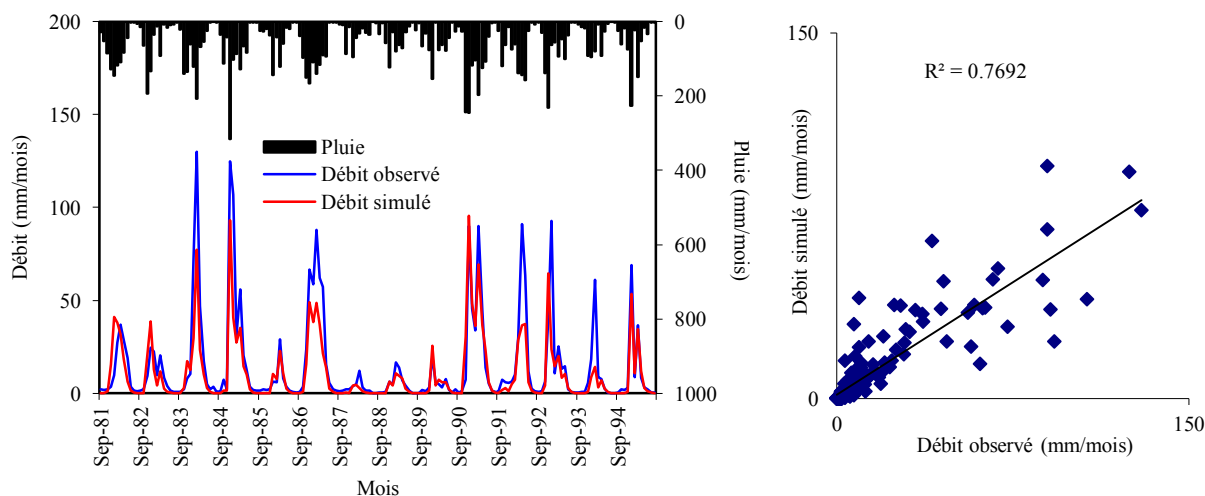 200
150
100
50
0
Débit (mm/mois)
0
200
400
600
800
1000
Pluie (mm/mois)
Pluie
Débit observé
Débit simulé
Sep-81
Sep-82
Sep-83
Sep-84
Sep-85
Sep-86
Sep-87
Sep-88
Sep-89
Sep-90
Sep-91
Sep-92
Sep-93
Sep-94
Mois
150
0
Débit simulé (mm/mois)
R² = 0.7692
0
150
Débit observé (mm/mois)